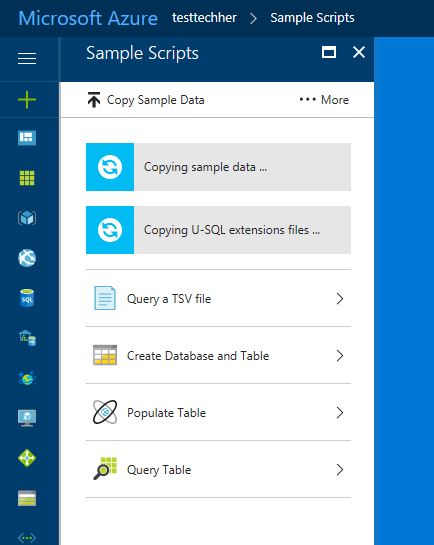 Microsoft Azure testtechher > Sample Scripts
Sample Scripts
Copy Sample Data ••• More
Copying sample data ...
Copying U-SQL extensions files ...
Query a TSV file
Create Database and Table
SQL
Populate Table
Query Table